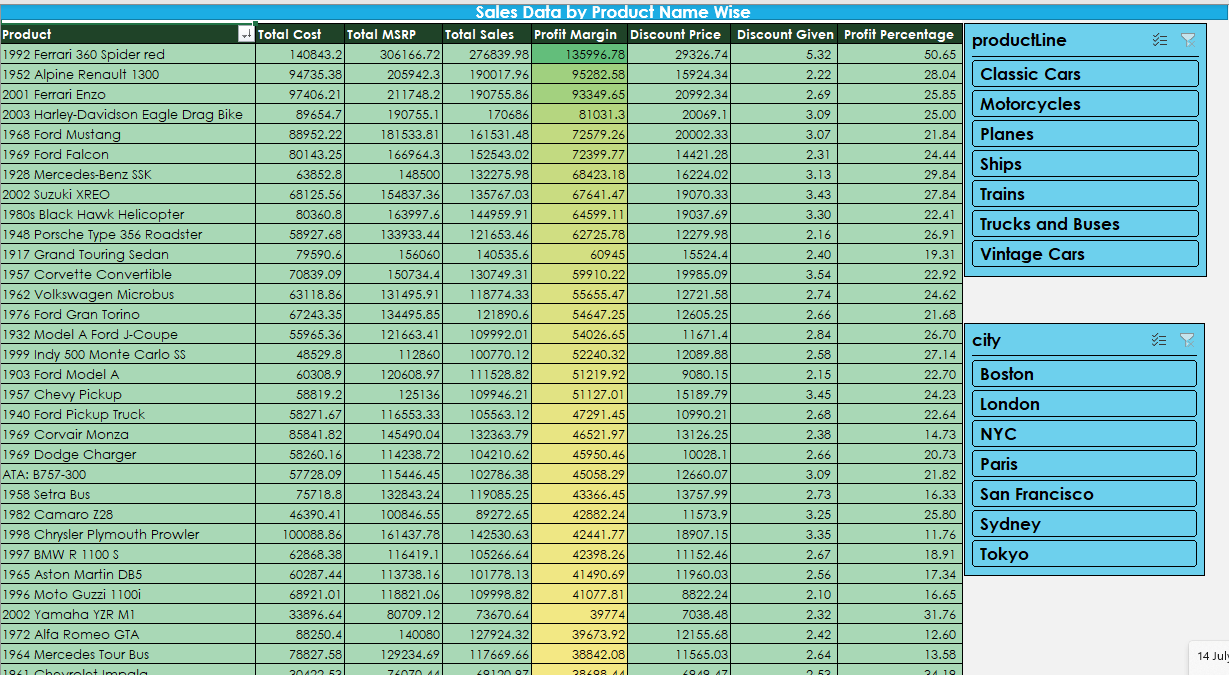 Sales Data by Product Name Wise
Product Total Cost Total MSRP Total Sales Profit Margin Discount Price Discount Given Profit Percentage
1992 Ferrari 360 Spider red 140843.2 306166.72 276839.98 135996.78 29326.74 5.32 50.65
1952 Alpine Renault 1300 94735.38 205942.3 190017.96 95282.58 15924.34 2.22 28.04
2001 Ferrari Enzo 97406.21 211748.2 190755.86 93349.65 20992.34 2.69 25.85
2003 Harley-Davidson Eagle Drag Bike 89654.7 190755.1 170686 81031.3 20069.1 3.09 25.00
1968 Ford Mustang 88952.22 181533.81 161531.48 72579.26 20002.33 3.07 21.84
1969 Ford Falcon 80143.25 166964.3 152543.02 72399.77 14421.28 2.31 24.44
1928 Mercedes-Benz SSK 63852.8 148500 132275.98 68423.18 16224.02 3.13 29.84
2002 Suzuki XREO 68125.56 154837.36 135767.03 67641.47 19070.33 3.43 27.84
1980s Black Hawk Helicopter 80360.8 163997.6 144959.91 64599.11 19037.69 3.30 22.41
1948 Porsche Type 356 Roadster 58927.68 133933.44 121653.46 62725.78 12279.98 2.16 26.91
1917 Grand Touring Sedan 79590.6 156060 140535.6 60945 15524.4 2.40 19.31
1957 Corvette Convertible 70839.09 150734.4 130749.31 59910.22 19985.09 3.54 22.92
1962 Volkswagen Microbus 63118.86 131495.91 118774.33 55655.47 12721.58 2.74 24.62
1976 Ford Gran Torino 67243.35 134495.85 121890.6 54647.25 12605.25 2.66 21.68
1932 Model A Ford J-Coupe 55965.36 121663.41 109992.01 54026.65 11671.4 2.84 26.70
1999 Indy 500 Monte Carlo SS 48529.8 112860 100770.12 52240.32 12089.88 2.58 27.14
1903 Ford Model A 60308.9 120608.97 111528.82 51219.92 9080.15 2.15 22.70
1957 Chevy Pickup 58819.2 125136 109946.21 51127.01 15189.79 3.45 24.23
1940 Ford Pickup Truck 58271.67 116553.33 105563.12 47291.45 10990.21 2.68 22.64
1969 Corvair Monza 85841.82 145490.04 132363.79 46521.97 13126.25 2.38 14.73
1969 Dodge Charger 58260.16 114238.72 104210.62 45950.46 10028.1 2.66 20.73
ATA: B757-300 57728.09 115446.45 102786.38 45058.29 12660.07 3.09 21.82
1958 Setra Bus 75718.8 132843.24 119085.25 43366.45 13757.99 2.73 16.33
1982 Camaro Z28 46390.41 100846.55 89272.65 42882.24 11573.9 3.25 25.80
1998 Chrysler Plymouth Prowler 100088.86 161437.78 142530.63 42441.77 18907.15 3.35 11.76
1997 BMW R 1100 S 62868.38 116419.1 105266.64 42398.26 11152.46 2.67 18.91
1965 Aston Martin DB5 60287.44 113738.16 101778.13 41490.69 11960.03 2.56 17.34
1996 Moto Guzzi 1100i 68921.01 118821.06 109998.82 41077.81 8822.24 2.10 16.65
2002 Yamaha YZR M1 33896.64 80709.12 73670.64 39774 7038.48 2.32 31.76
1972 Alfa Romeo GTA 88250.4 140080 127924.32 39673.92 12155.68 2.42 12.60
1964 Mercedes Tour Bus 78827.58 129234.69 117669.66 38842.08 11565.03 2.64 13.58
1961 Chevrolet Impala
productLine
Classic Cars
Motorcycles
Planes
Ships
Trains
Trucks and Buses
Vintage Cars
city
Boston
London
NYC
Paris
San Francisco
Sydney
Tokyo
14 July